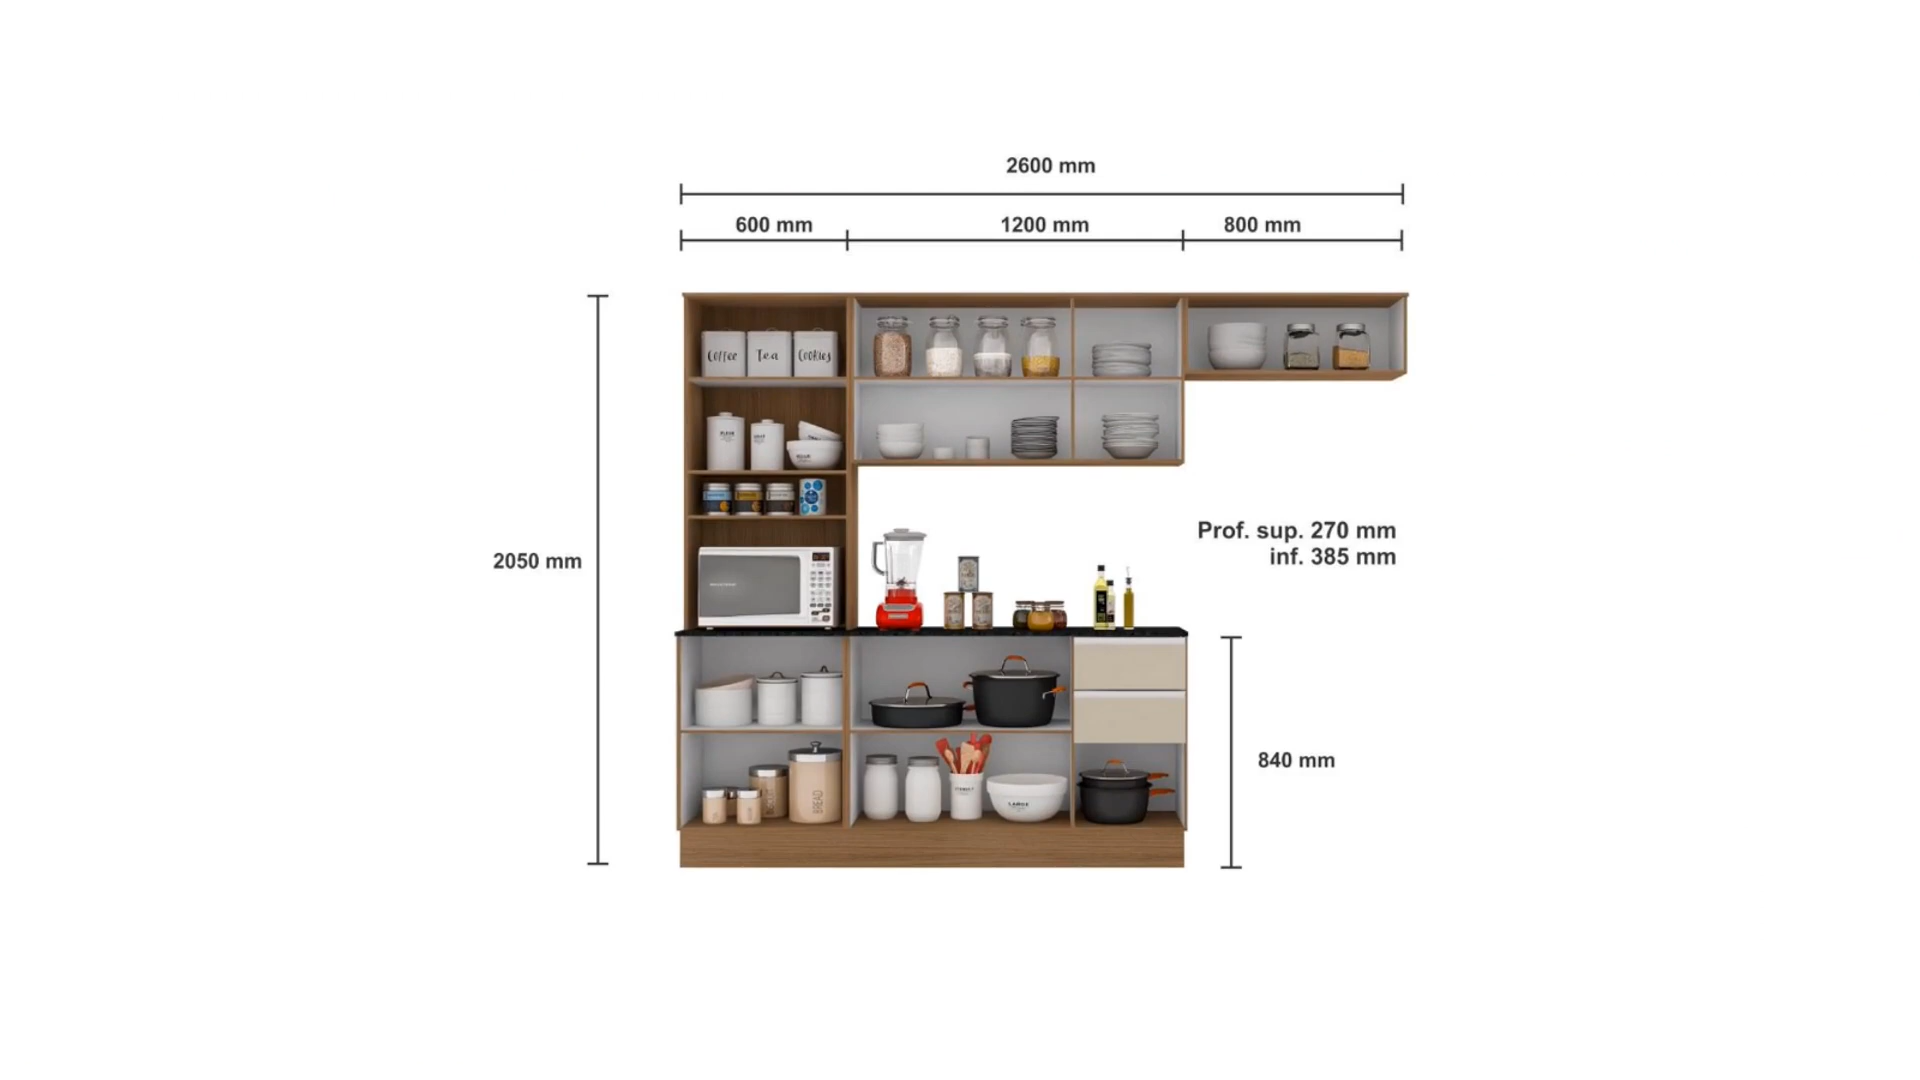 2600 mm
600 mm
1200 mm
800 mm
Coffee
Tea
Cookies
Prof. sup. 270 mm
inf. 385 mm
2050 mm
840 mm
BREAD
LARGE